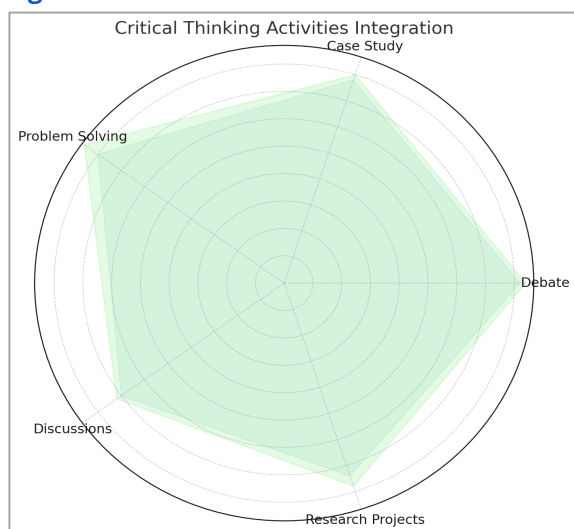 Critical Thinking Activities Integration
Case Study
Problem Solving
Debate
Discussions
Research Projects